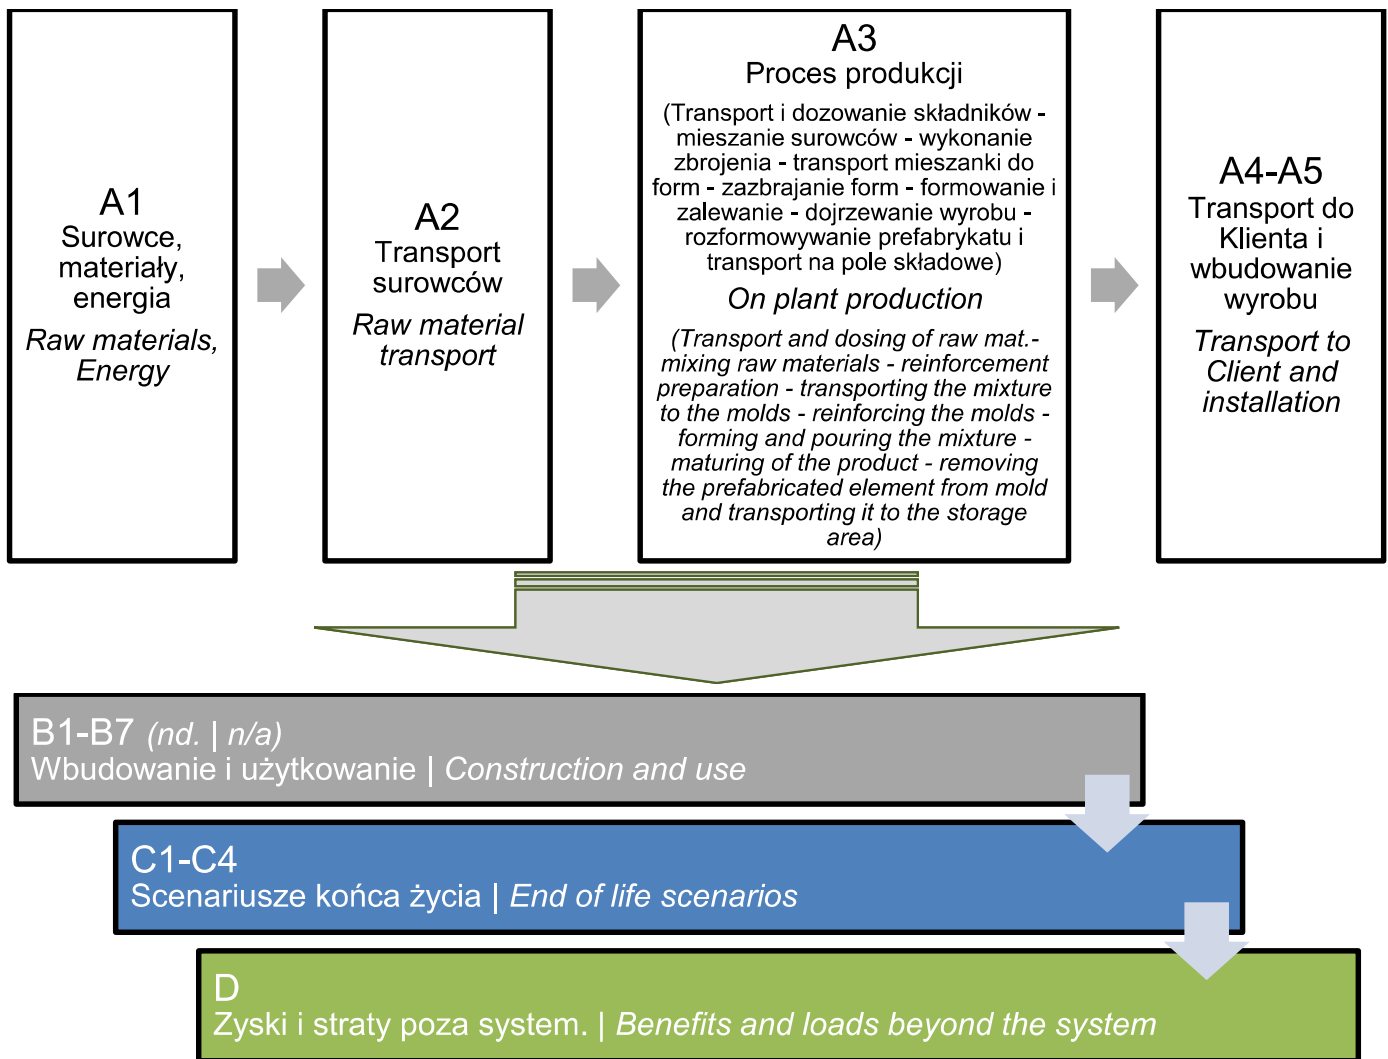 A1
Surowce,
materiały,
energia
Raw materials,
Energy
A2
Transport
surowców
Raw material
transport
A3
Proces produkcji
(Transport i dozowanie składników -
mieszanie surowców - wykonanie
zbrojenia - transport mieszanki do
form - zazbrajanie form - formowanie i
zalewanie - dojrzewanie wyrobu -
rozformowywanie prefabrykatu i
transport na pole składowe)
On plant production
(Transport and dosing of raw mat.-
mixing raw materials - reinforcement
preparation - transporting the mixture
to the molds - reinforcing the molds -
forming and pouring the mixture -
maturing of the product - removing
the prefabricated element from mold
and transporting it to the storage
area)
A4-A5
Transport do
Klienta i
wbudowanie
wyrobu
Transport to
Client and
installation
B1-B7 (nd. | n/a)
Wbudowanie i użytkowanie | Construction and use
C1-C4
Scenariusze końca życia | End of life scenarios
D
Zyski i straty poza system. | Benefits and loads beyond the system